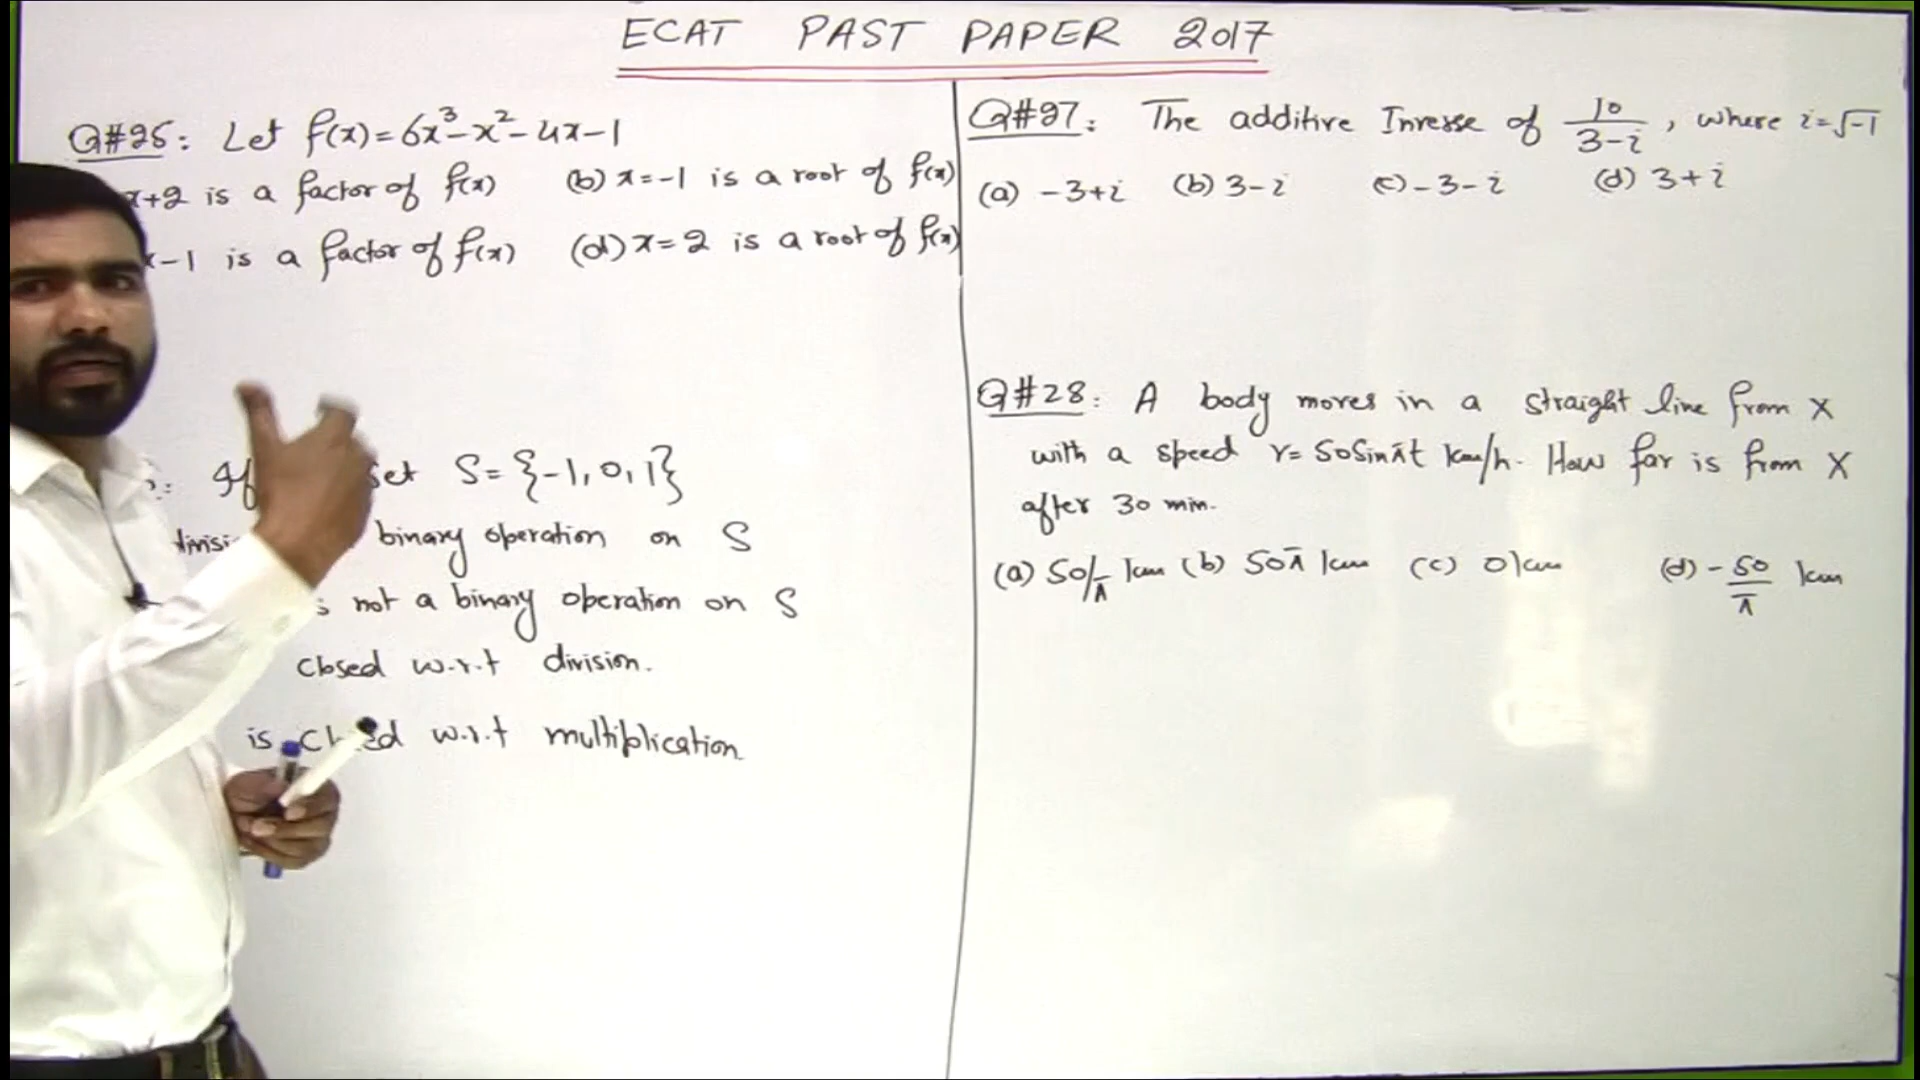 ECAT PAST PAPER 2017
Q#25: Let f(x)=6x³-x²-4x-1
x+2 is a factor of f(x) (b) x=-1 is a root of f(x)
x-1 is a factor of f(x) (d) x=2 is a root of f(x)
If set S={-1,0,1}
binary operation on S
not a binary operation on S
closed w.r.t division.
is closed w.r.t multiplication
Q#27: The additive Inverse of 10/3-i, where i=√-1
(a) -3+i (b) 3-i (c) -3-i (d) 3+i
Q#28: A body moves in a straight line from X
with a speed v=50Sinπt km/h. How far is from X
after 30 min.
(a) 50/π km (b) 50π km (c) 0 km (d) -50/π km